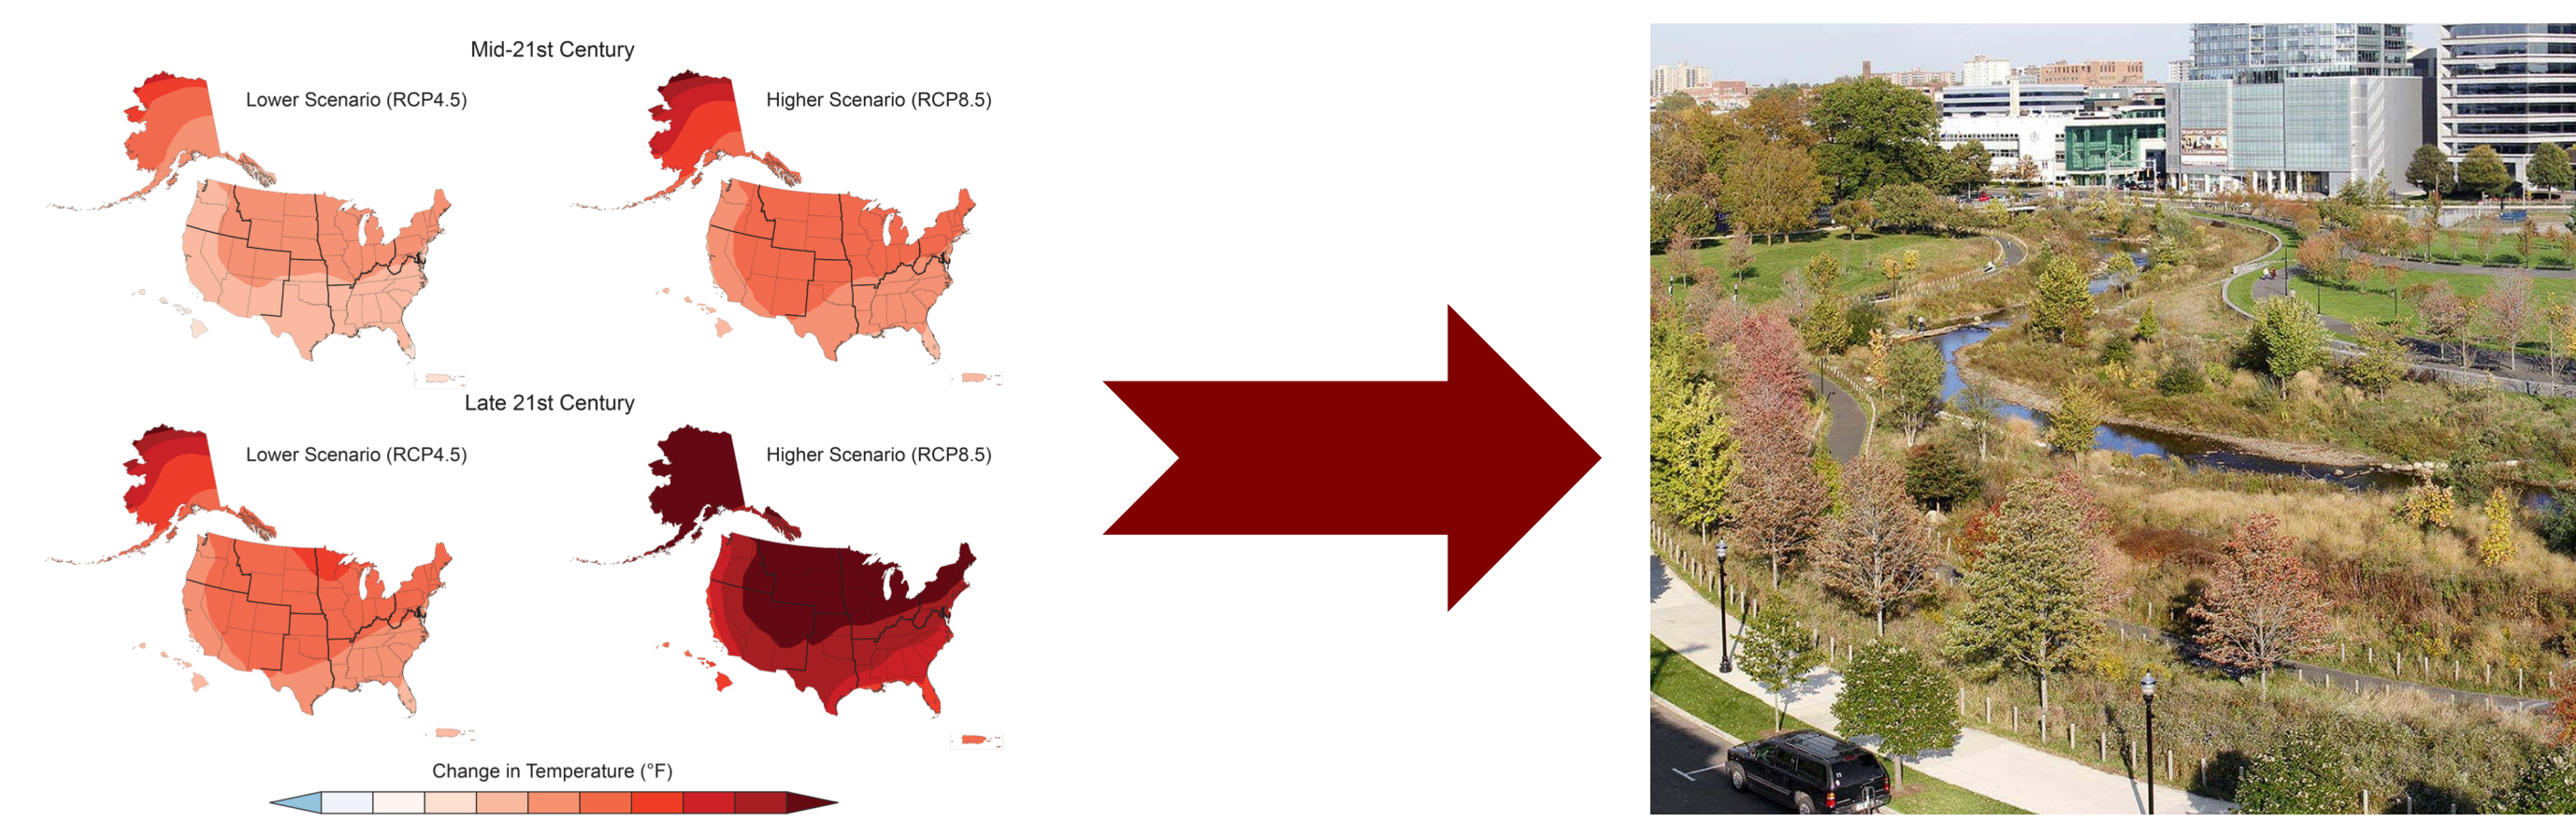 Mid-21st Century
Lower Scenario (RCP4.5)
Higher Scenario (RCP8.5)
Late 21st Century
Lower Scenario (RCP4.5)
Higher Scenario (RCP8.5)
Change in Temperature (°F)